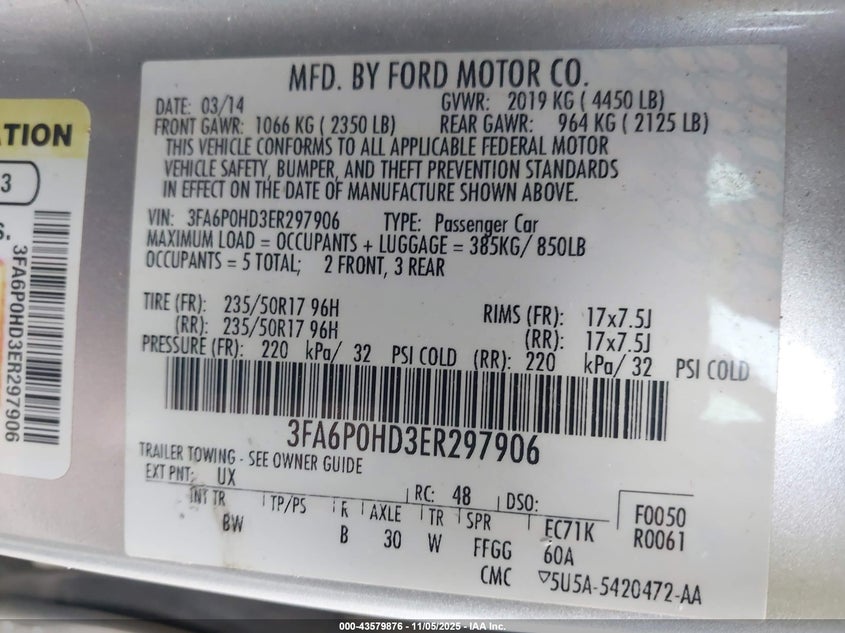 ATION
3
S.
3FA6P0HD3ER297906
MFD. BY FORD MOTOR CO.
DATE: 03/14 GVWR: 2019 KG ( 4450 LB)
FRONT GAWR: 1066 KG ( 2350 LB) REAR GAWR: 964 KG ( 2125 LB)
THIS VEHICLE CONFORMS TO ALL APPLICABLE FEDERAL MOTOR
VEHICLE SAFETY, BUMPER, AND THEFT PREVENTION STANDARDS
IN EFFECT ON THE DATE OF MANUFACTURE SHOWN ABOVE.
VIN: 3FA6P0HD3ER297906 TYPE: Passenger Car
MAXIMUM LOAD = OCCUPANTS + LUGGAGE = 385KG/ 850LB
OCCUPANTS = 5 TOTAL; 2 FRONT, 3 REAR
TIRE (FR): 235/50R17 96H RIMS (FR): 17x7.5J
(RR): 235/50R17 96H (RR): 17x7.5J
PRESSURE (FR): 220 kPa/ 32 PSI COLD (RR): 220 kPa/ 32 PSI COLD
3FA6P0HD3ER297906
TRAILER TOWING - SEE OWNER GUIDE
EXT PNT: UX RC: 48 DSO: F0050
INT TR TP/PS R AXLE TR SPR EC71K R0061
BW B 30 W FFGG 60A
CMC ▽5U5A-5420472-AA
000-43579876 - 11/05/2025 - IAA Inc.